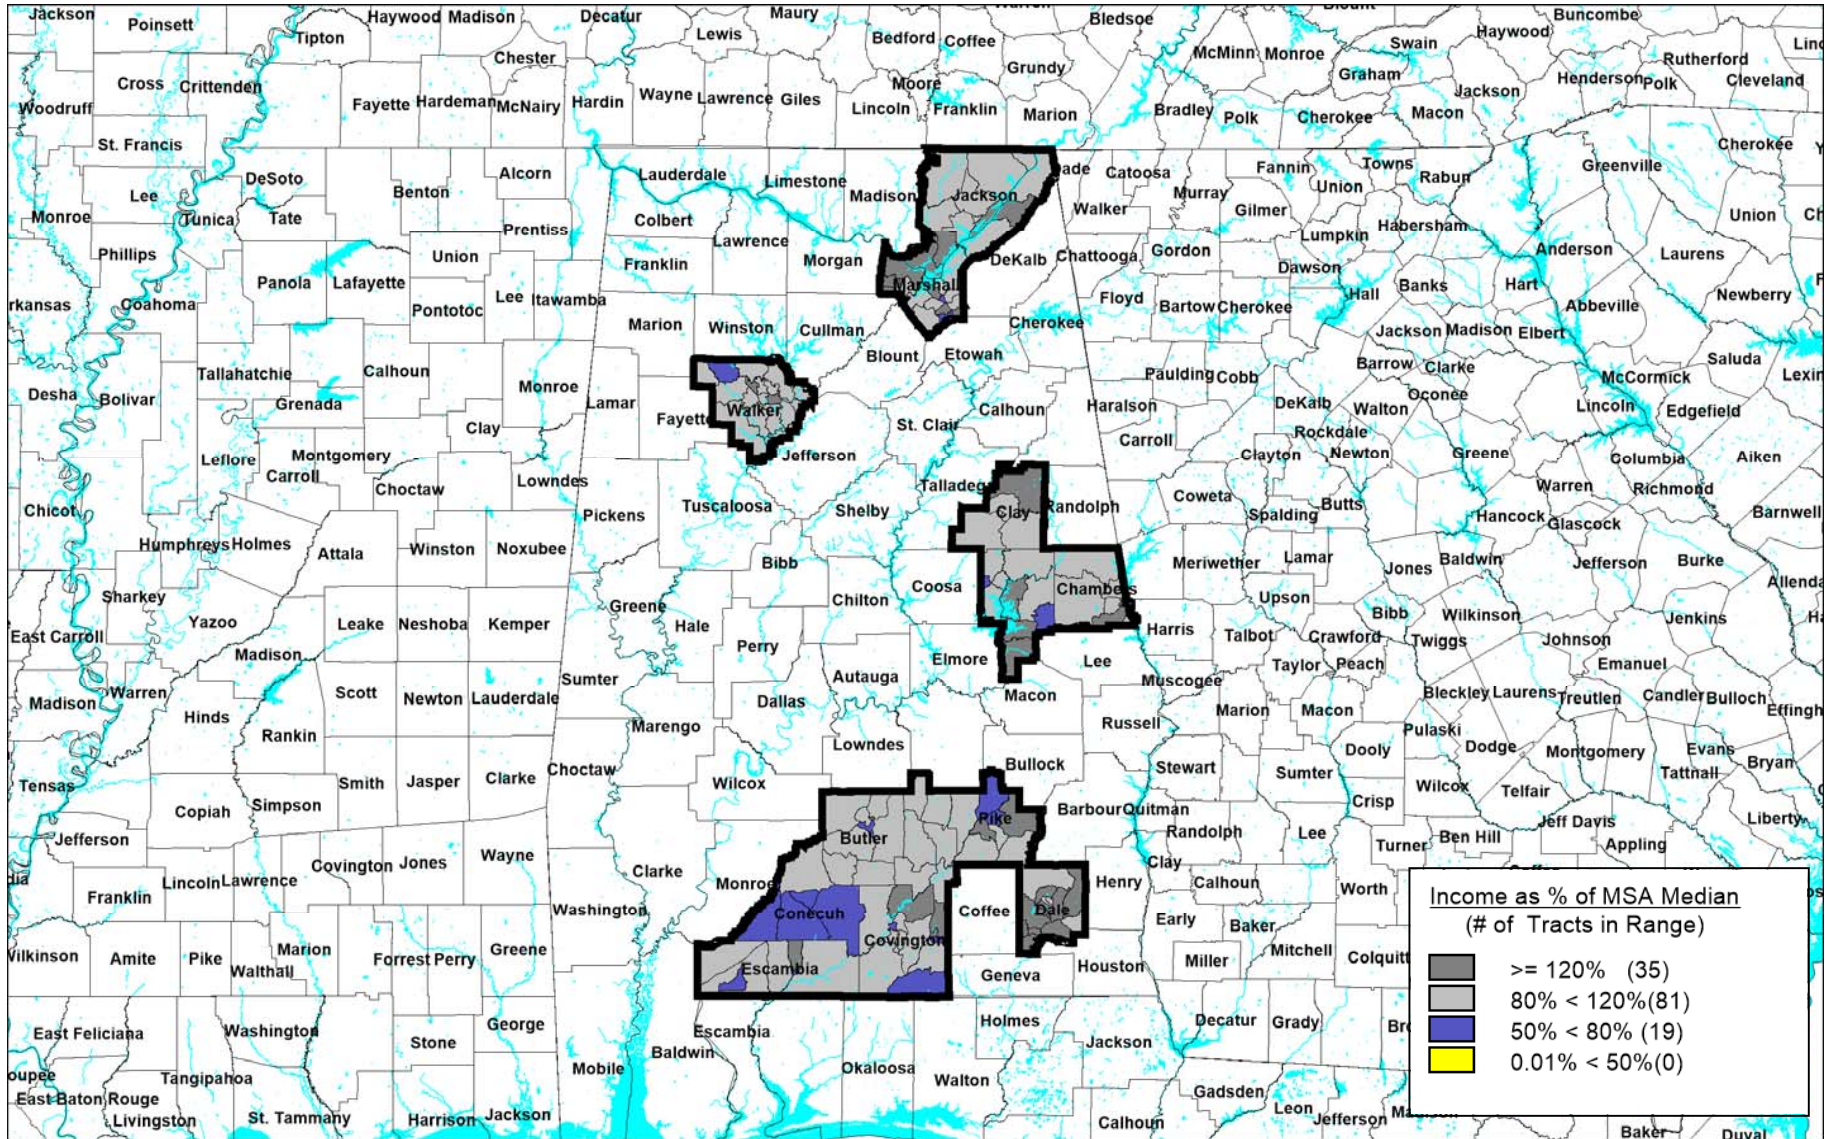 Jackson
Poinsett
Haywood
Madison
Decatur
Maury
Bledsoe
Buncombe
Tipton
Chester
Lewis
Bedford
Coffee
McMinn
Monroe
Swain
Haywood
Rutherford
Cross
Crittenden
Grundy
Graham
Henderson
Polk
Cleveland
Woodruff
Fayette
Hardeman
McNairy
Hardin
Wayne
Lawrence
Giles
Moore
Lincoln
Franklin
Marion
Bradley
Polk
Cherokee
Macon
Jackson
St. Francis
Cherokee
Lee
DeSoto
Benton
Alcorn
Lauderdale
Limestone
Madison
Jackson
ade
Catoosa
Murray
Fannin
Towns
Union
Rabun
Greenville
Monroe
Tunica
Tate
Prentiss
Colbert
Lawrence
Walker
Gilmer
Lumpkin
Habersham
Union
Phillips
Panola
Lafayette
Union
Franklin
Morgan
Marshall
DeKalb
Chattooga
Gordon
Dawson
Anderson
Laurens
rkansas
Coahoma
Pontotoc
Lee
Itawamba
Marion
Winston
Cullman
Cherokee
Floyd
Bartow
Cherokee
Hall
Banks
Hart
Abbeville
Newberry
Blount
Etowah
Jackson
Madison
Elbert
Desha
Bolivar
Tallahatchie
Grenada
Calhoun
Monroe
Lamar
Fayette
Walker
Paulding
Cobb
Barrow
Clarke
McCormick
Saluda
Clay
Jefferson
St. Clair
Calhoun
Haralson
DeKalb
Walton
Oconee
Lincoln
Edgefield
Leflore
Montgomery
Carroll
Choctaw
Lowndes
Carroll
Clayton
Rockdale
Newton
Greene
Columbia
Aiken
Chicot
Pickens
Tuscaloosa
Shelby
Clay
Randolph
Coweta
Spalding
Butts
Warren
Richmond
Hancock
Glascock
Barnwell
Humphreys
Holmes
Attala
Winston
Noxubee
Bibb
Coosa
Chambers
Meriwether
Lamar
Jones
Baldwin
Jefferson
Burke
Sharkey
Yazoo
Greene
Hale
Chilton
Upson
Bibb
Wilkinson
Jenkins
East Carroll
Madison
Leake
Neshoba
Kemper
Perry
Elmore
Lee
Harris
Talbot
Crawford
Twiggs
Johnson
Emanuel
Madison
Warren
Hinds
Scott
Newton
Lauderdale
Sumter
Dallas
Autauga
Macon
Muscogee
Taylor
Peach
Bleckley
Laurens
Treutlen
Candler
Bulloch
Rankin
Marengo
Lowndes
Russell
Marion
Macon
Pulaski
Dodge
Montgomery
Evans
Tattnall
Bryan
Tensas
Copiah
Simpson
Smith
Jasper
Clarke
Choctaw
Wilcox
Bullock
Stewart
Sumter
Dooly
Wilcox
Telfair
Jefferson
Butler
Pike
Barbour
Quitman
Randolph
Lee
Crisp
Turner
Ben Hill
Jeff Davis
Appling
Liberty
Franklin
Lincoln
Lawrence
Covington
Jones
Wayne
Clarke
Monroe
Clay
Henry
Calhoun
Worth
Washington
Conecuh
Covington
Coffee
Dale
Early
Baker
Mitchell
Wilkinson
Amite
Pike
Walthall
Marion
Forrest
Perry
Greene
Escambia
Geneva
Houston
Miller
Colquitt
East Feliciana
Washington
Stone
George
Escambia
Holmes
Jackson
Decatur
Grady
Mobile
Baldwin
Okaloosa
Walton
oupee
East Baton Rouge
Tangipahoa
Livingston
St. Tammany
Harrison
Jackson
Calhoun
Gadsden
Leon
Jefferson
Baker
Duval
Income as % of MSA Median
(# of Tracts in Range)
>= 120% (35)
80% < 120%(81)
50% < 80% (19)
0.01% < 50%(0)